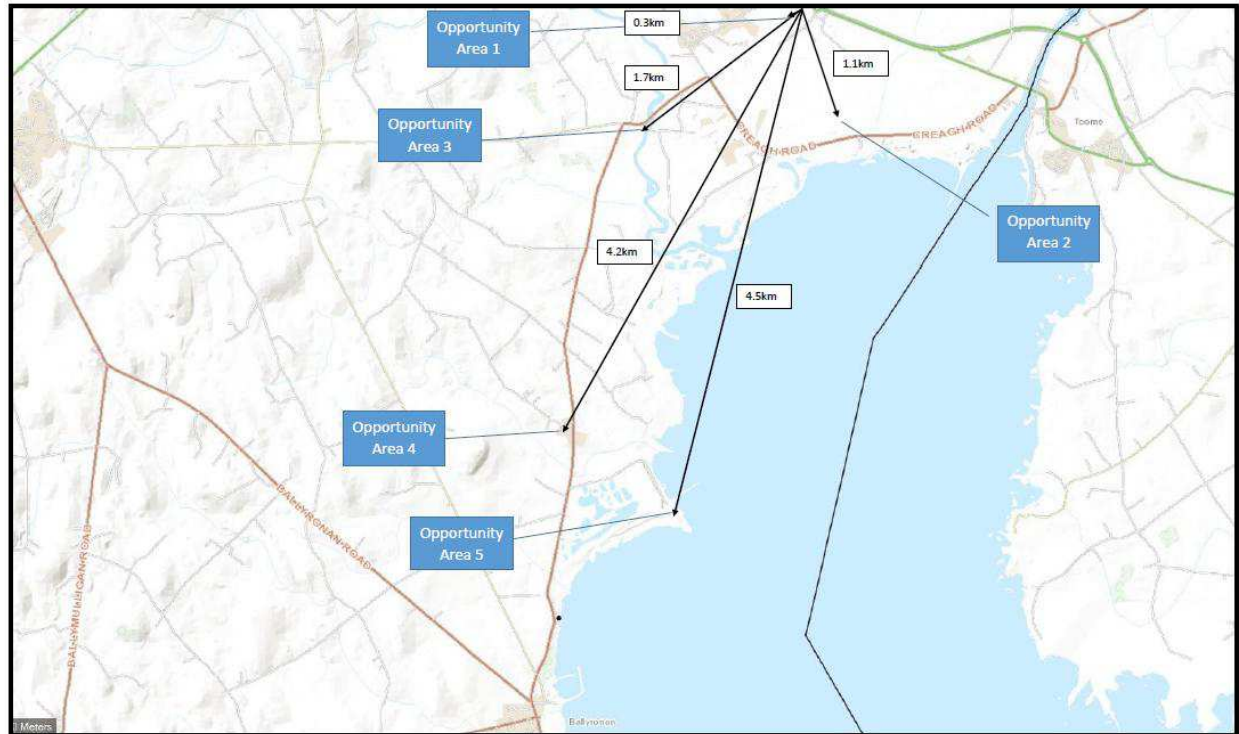 Opportunity
Area 1
0.3km
1.7km
1.1km
Opportunity
Area 3
CREAGH ROAD
CREAGH ROAD
Toome
Opportunity
Area 2
4.2km
4.5km
Opportunity
Area 4
Opportunity
Area 5
BALLYRONAN ROAD
BALLYMULLIGAN ROAD
Ballyronan
Meters